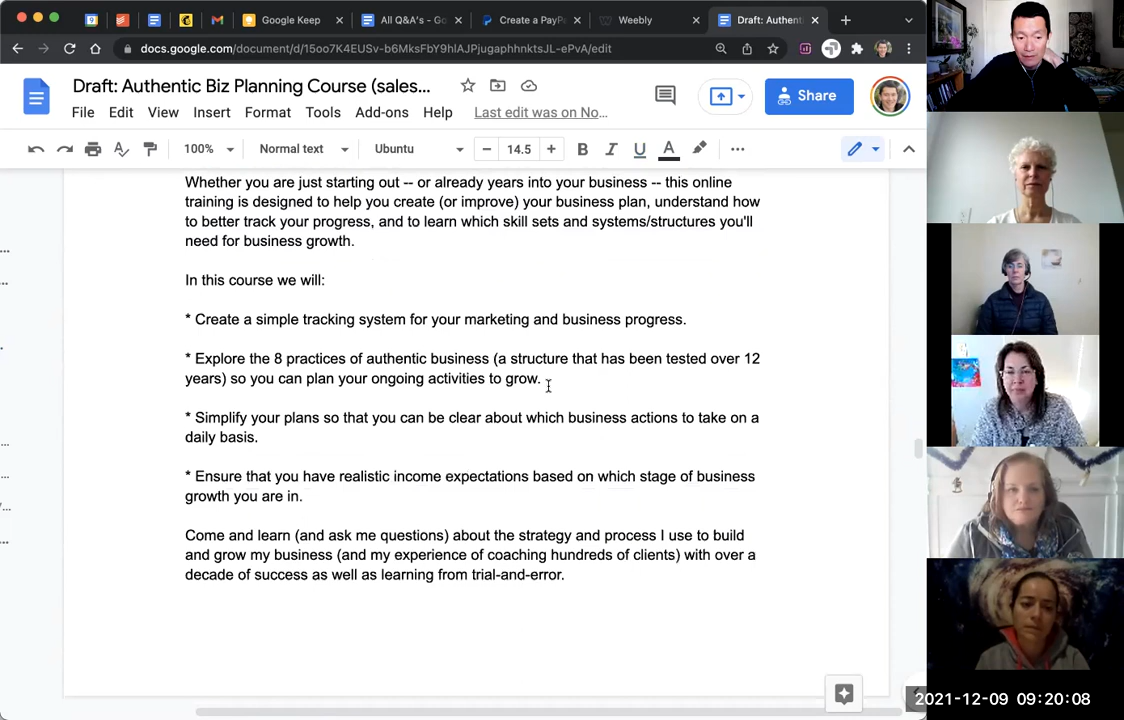 Google Keep
All Q&A's - Go
Create a PayPe
Weebly
Draft: Authenti
docs.google.com/document/d/15oo7K4EUSv-b6MksFbY9hlAJPjugaphhnktsJL-ePvA/edit
Draft: Authentic Biz Planning Course (sales...
File Edit View Insert Format Tools Add-ons Help Last edit was on No...
Share
100% Normal text Ubuntu 14.5 B I U A
Whether you are just starting out -- or already years into your business -- this online
training is designed to help you create (or improve) your business plan, understand how
to better track your progress, and to learn which skill sets and systems/structures you'll
need for business growth.
In this course we will:
* Create a simple tracking system for your marketing and business progress.
* Explore the 8 practices of authentic business (a structure that has been tested over 12
years) so you can plan your ongoing activities to grow.
* Simplify your plans so that you can be clear about which business actions to take on a
daily basis.
* Ensure that you have realistic income expectations based on which stage of business
growth you are in.
Come and learn (and ask me questions) about the strategy and process I use to build
and grow my business (and my experience of coaching hundreds of clients) with over a
decade of success as well as learning from trial-and-error.
2021-12-09 09:20:08